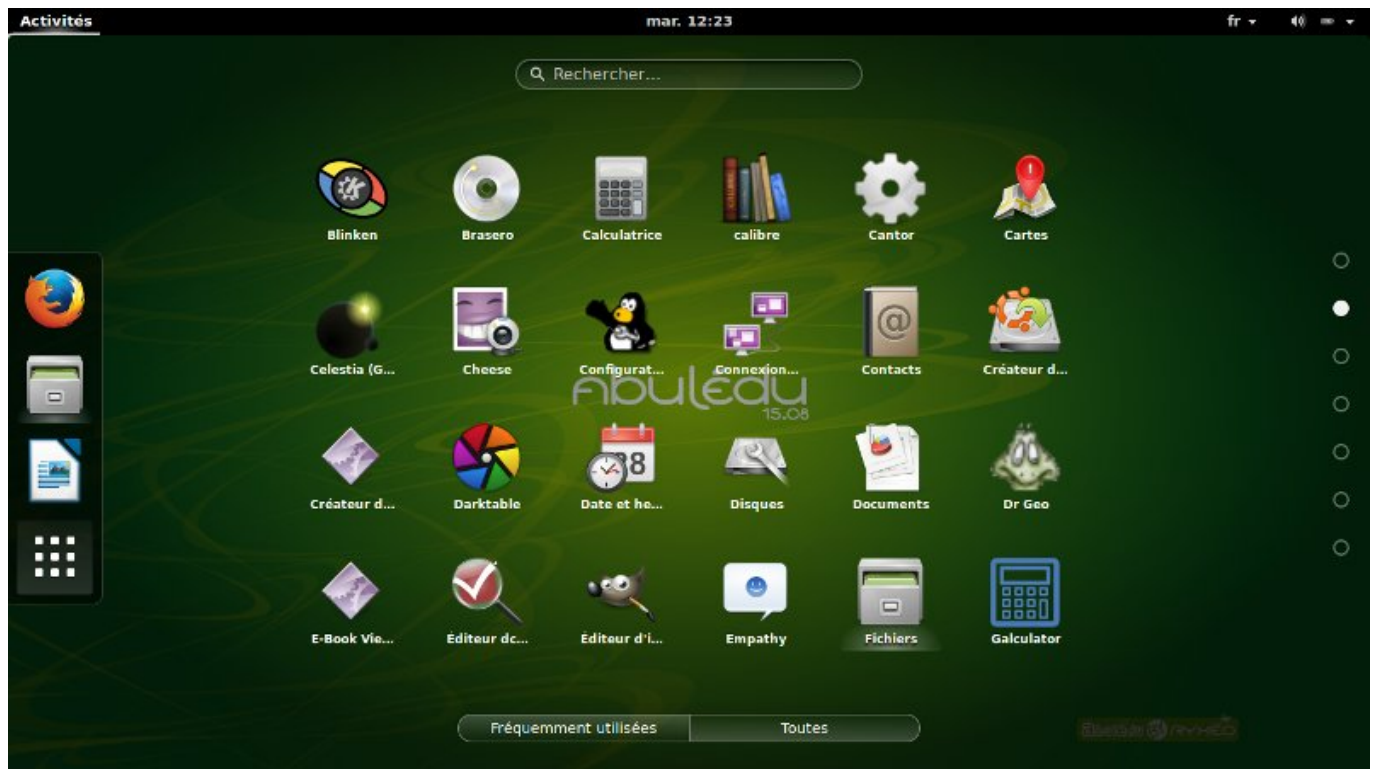 Activités mar. 12:23 fr
Rechercher...
Blinken Brasero Calculatrice calibre Cantor Cartes
Celestia (G... Cheese Configurat... Connexion... Contacts Créateur d...
Abulédu
15.08
Créateur d... Darktable Date et he... Disques Documents Dr Geo
E-Book Vie... Éditeur dc... Éditeur d'i... Empathy Fichiers Galculator
Fréquemment utilisées Toutes